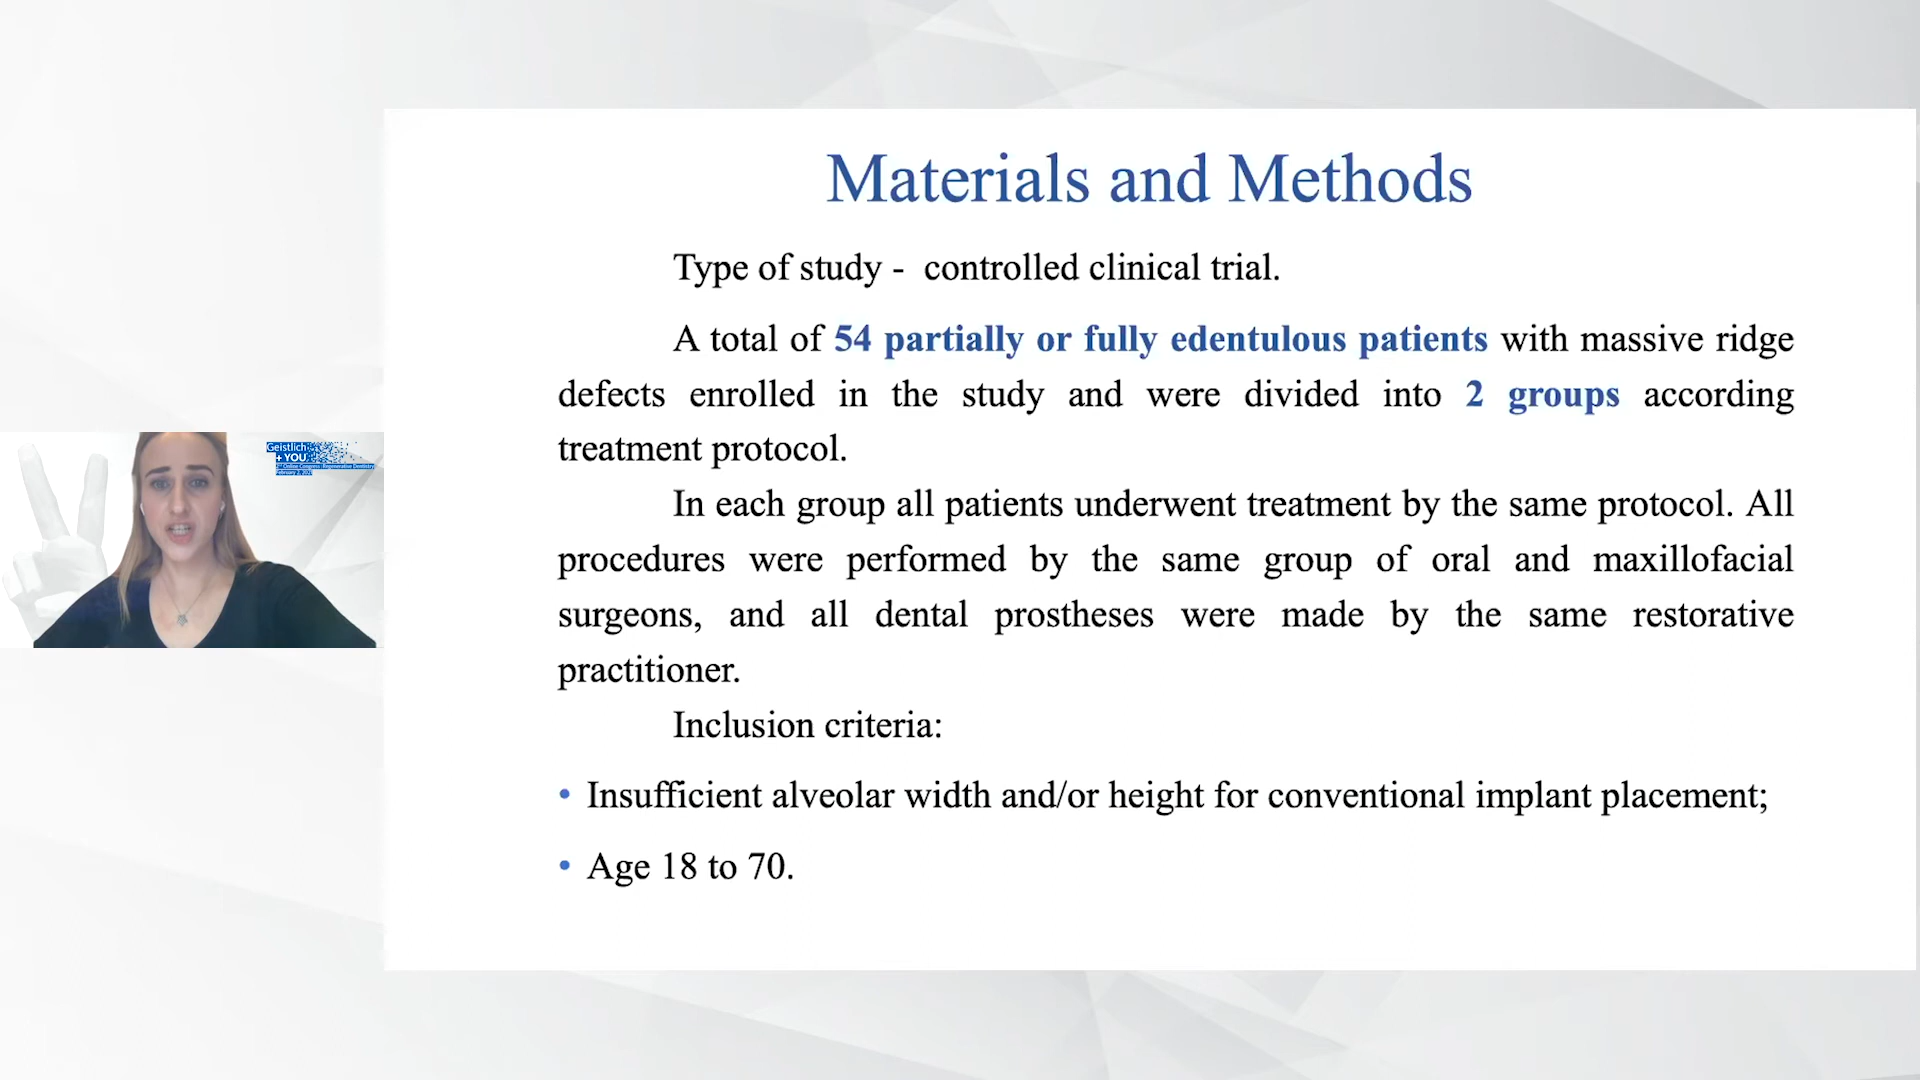 Materials and Methods
Type of study - controlled clinical trial.
A total of 54 partially or fully edentulous patients with massive ridge
defects enrolled in the study and were divided into 2 groups according
treatment protocol.
In each group all patients underwent treatment by the same protocol. All
procedures were performed by the same group of oral and maxillofacial
surgeons, and all dental prostheses were made by the same restorative
practitioner.
Inclusion criteria:
• Insufficient alveolar width and/or height for conventional implant placement;
• Age 18 to 70.
Geistlich
+ YOU
Online Congress Regenerative Dentistry